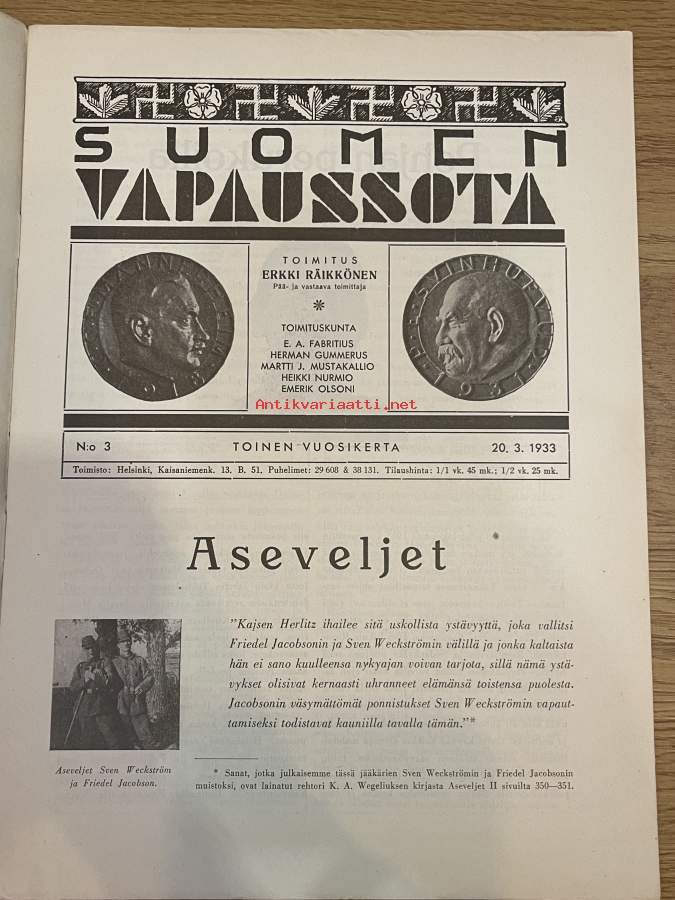 SUOMEN
VAPAUSSOTA
MANNERHEIM
1918
TOIMITUS
ERKKI RÄIKKÖNEN
Pää- ja vastaava toimittaja
*
TOIMITUSKUNTA
E. A. FABRITIUS
HERMAN GUMMERUS
MARTTI J. MUSTAKALLIO
HEIKKI NURMIO
EMERIK OLSONI
P. E. SVINHUFVUD
1931
Antikvariaatti.net
N:o 3 TOINEN VUOSIKERTA 20. 3. 1933
Toimisto: Helsinki, Kaisaniemenk. 13. B. 51. Puhelimet: 29 608 & 38 131. Tilaushinta: 1/1 vk. 45 mk.; 1/2 vk. 25 mk.
Aseveljet
"Kajsen Herlitz ihailee sitä uskollista ystävyyttä, joka vallitsi
Friedel Jacobsonin ja Sven Weckströmin välillä ja jonka kaltaista
hän ei sano kuulleensa nykyajan voivan tarjota, sillä nämä ystä-
vykset olisivat kernaasti uhranneet elämänsä toistensa puolesta.
Jacobsonin väsymättömät ponnistukset Sven Weckströmin vapaut-
tamiseksi todistavat kauniilla tavalla tämän."*
Aseveljet Sven Weckström
ja Friedel Jacobson.
* Sanat, jotka julkaisemme tässä jääkärien Sven Weckströmin ja Friedel Jacobsonin
muistoksi, ovat lainatut rehtori K. A. Wegeliuksen kirjasta Aseveljet II sivuilta 350—351.